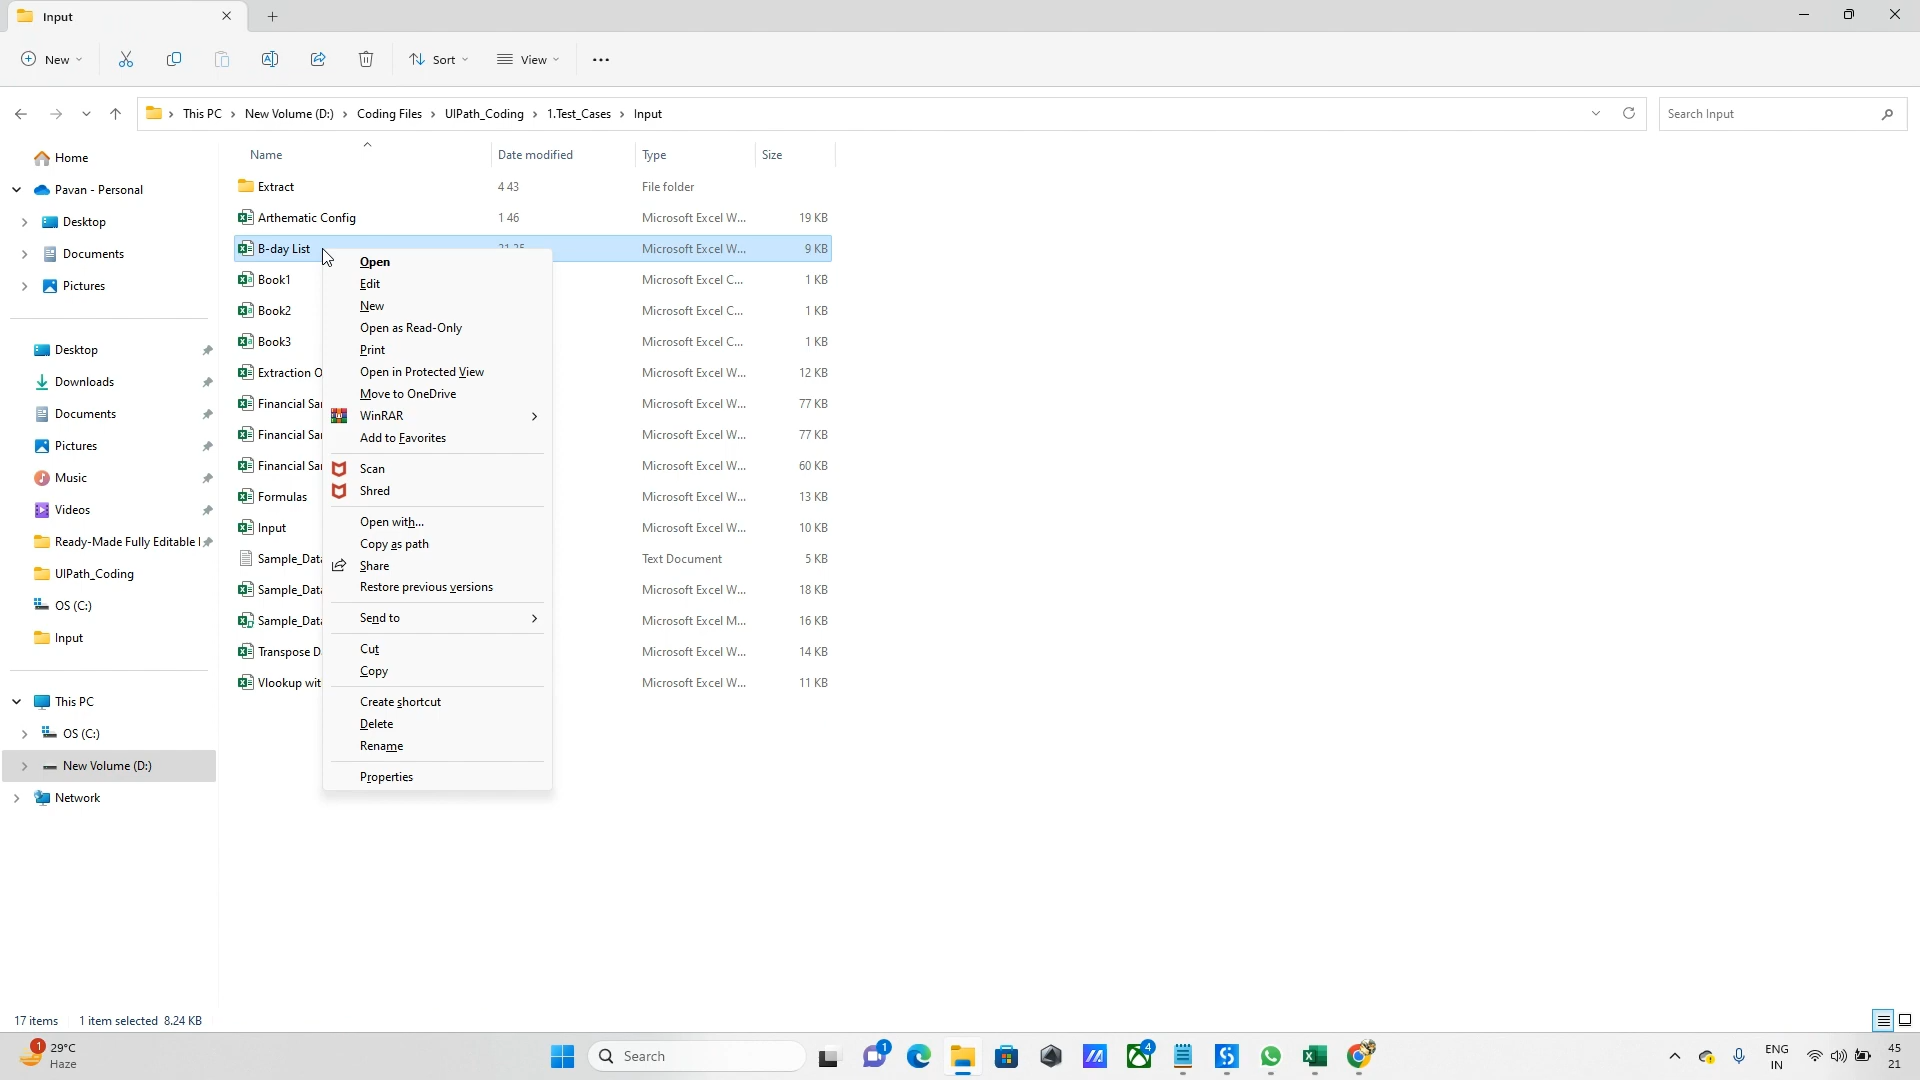 Input
New
Sort
View
This PC > New Volume (D:) > Coding Files > UIPath_Coding > 1.Test_Cases > Input
Search Input
Home
Pavan - Personal
Desktop
Documents
Pictures
Desktop
Downloads
Documents
Pictures
Music
Videos
Ready-Made Fully Editable
UIPath_Coding
OS (C:)
Input
This PC
OS (C:)
New Volume (D:)
Network
Name Date modified Type Size
Extract 4 43 File folder
Arthematic Config 1 46 Microsoft Excel W... 19 KB
B-day List Microsoft Excel W... 9 KB
Book1 Microsoft Excel C... 1 KB
Book2 Microsoft Excel C... 1 KB
Book3 Microsoft Excel C... 1 KB
Extraction O Microsoft Excel W... 12 KB
Financial Sa Microsoft Excel W... 77 KB
Financial Sa Microsoft Excel W... 77 KB
Financial Sa Microsoft Excel W... 60 KB
Formulas Microsoft Excel W... 13 KB
Input Microsoft Excel W... 10 KB
Sample_Dat Text Document 5 KB
Sample_Dat Microsoft Excel W... 18 KB
Sample_Dat Microsoft Excel M... 16 KB
Transpose D Microsoft Excel W... 14 KB
Vlookup wit Microsoft Excel W... 11 KB
Open
Edit
New
Open as Read-Only
Print
Open in Protected View
Move to OneDrive
WinRAR
Add to Favorites
Scan
Shred
Open with...
Copy as path
Share
Restore previous versions
Send to
Cut
Copy
Create shortcut
Delete
Rename
Properties
17 items 1 item selected 8.24 KB
1
29°C
Haze
Search
1
4
ENG
IN
45
21